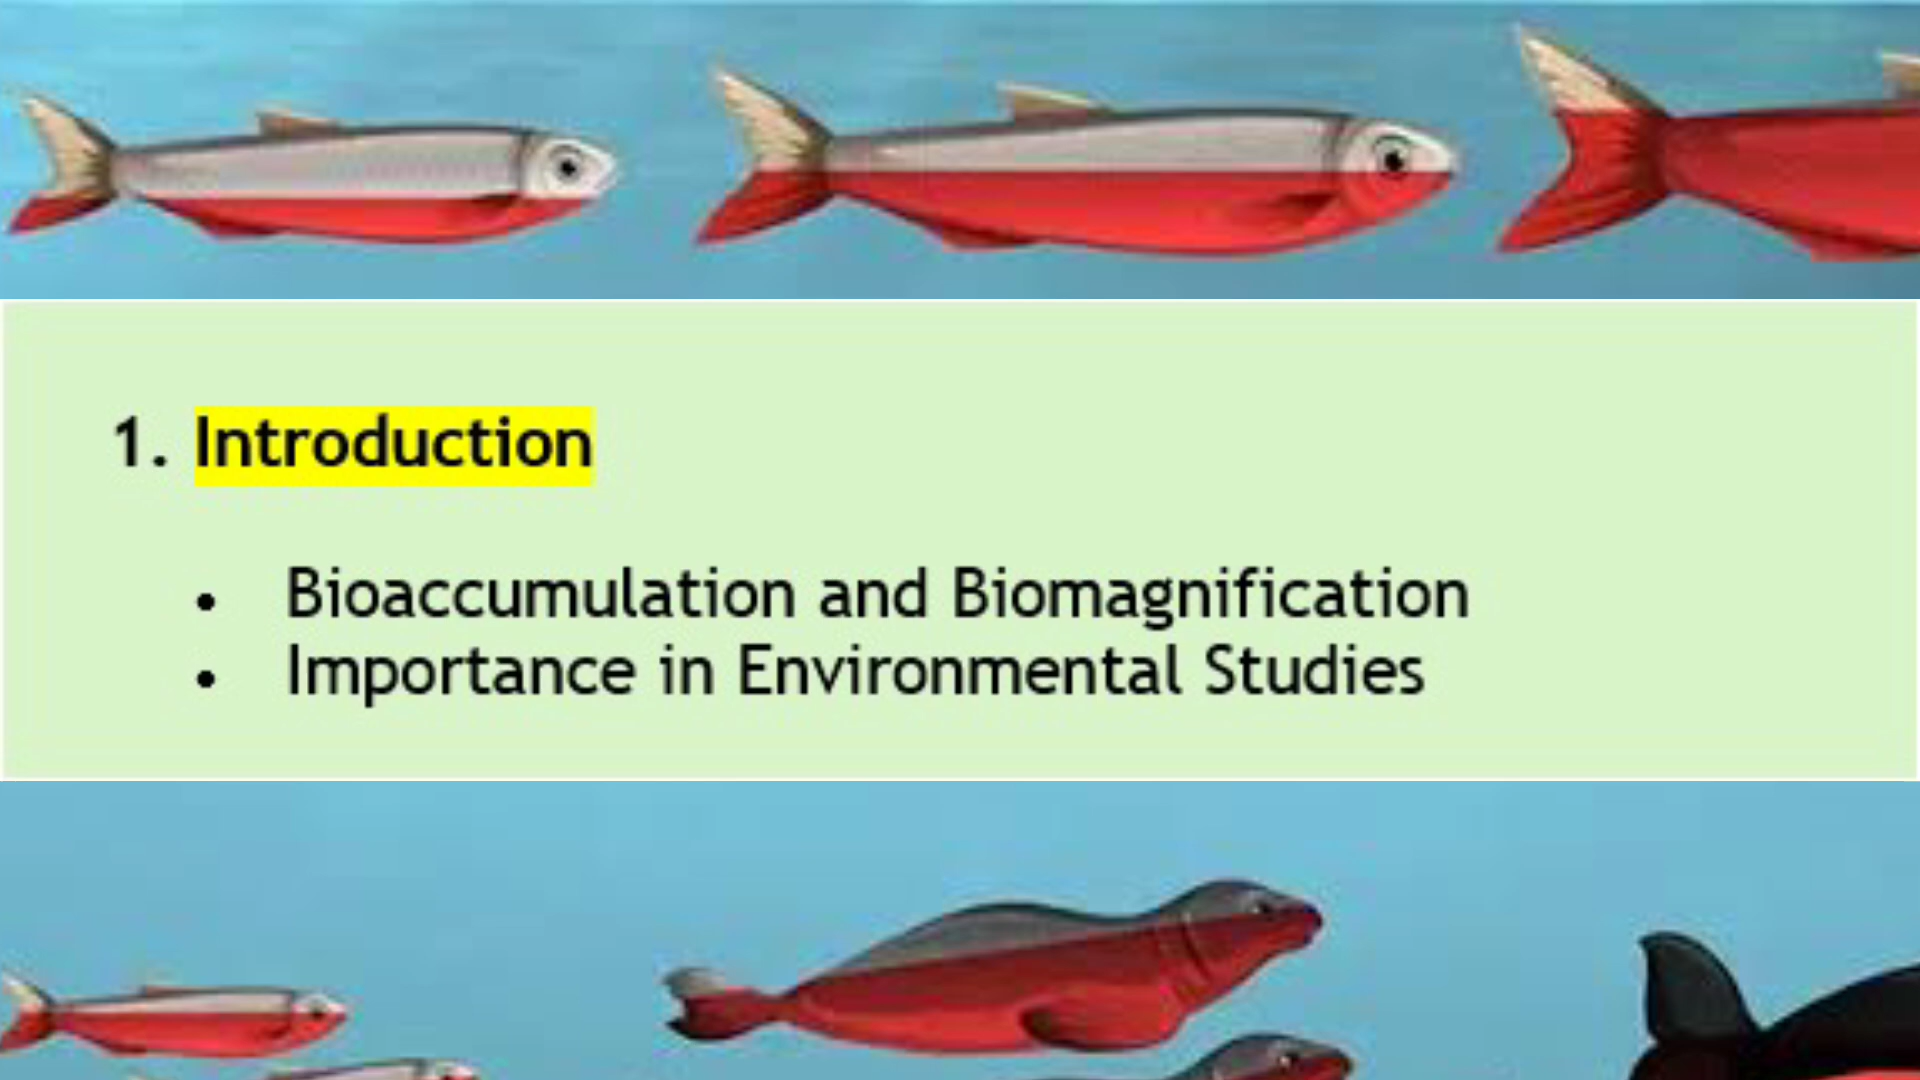 1. Introduction
• Bioaccumulation and Biomagnification
• Importance in Environmental Studies